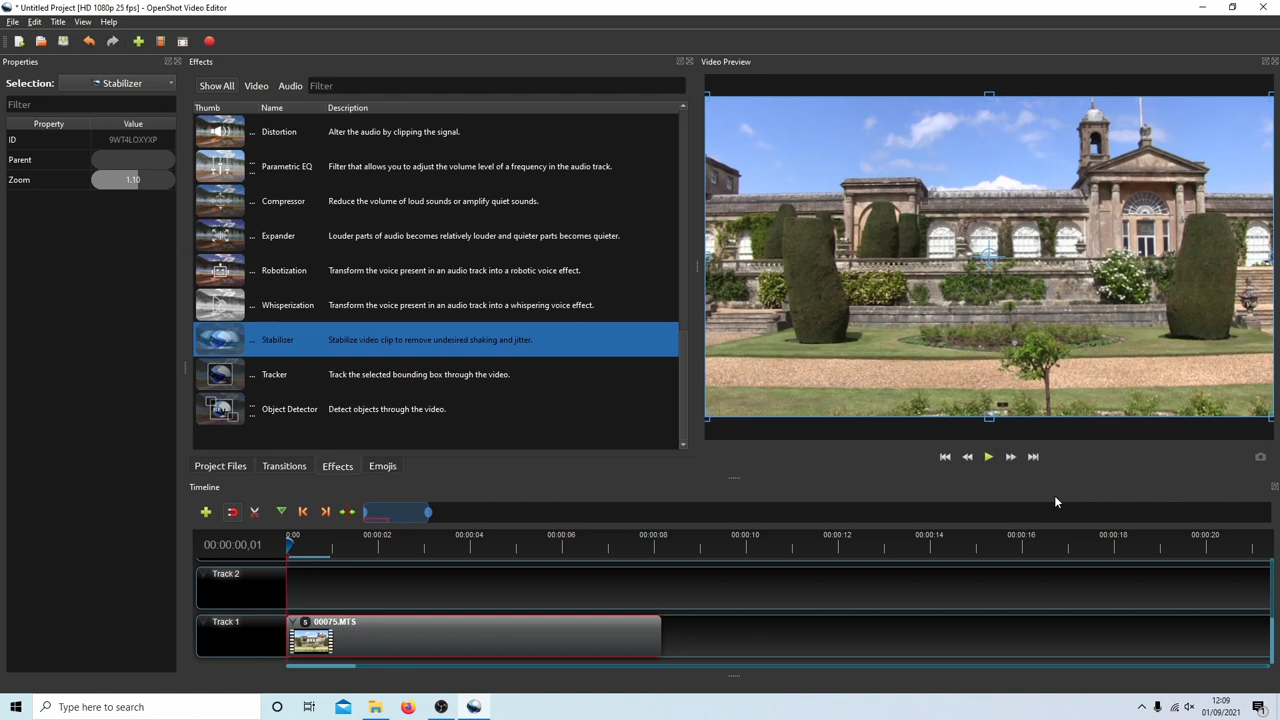 * Untitled Project [HD 1080p 25 fps] - OpenShot Video Editor
File Edit Title View Help
Properties
Effects
Video Preview
Selection: Stabilizer
Show All Video Audio Filter
Filter
Thumb Name Description
Property Value
ID 9WT4LOXYXP
Parent
Zoom 1.10
... Distortion Alter the audio by clipping the signal.
... Parametric EQ Filter that allows you to adjust the volume level of a frequency in the audio track.
... Compressor Reduce the volume of loud sounds or amplify quiet sounds.
... Expander Louder parts of audio becomes relatively louder and quieter parts becomes quieter.
... Robotization Transform the voice present in an audio track into a robotic voice effect.
... Whisperization Transform the voice present in an audio track into a whispering voice effect.
... Stabilizer Stabilize video clip to remove undesired shaking and jitter.
... Tracker Track the selected bounding box through the video.
... Object Detector Detect objects through the video.
Project Files Transitions Effects Emojis
Timeline
00:00:00,01
0:00 00:00:02 00:00:04 00:00:06 00:00:08 00:00:10 00:00:12 00:00:14 00:00:16 00:00:18 00:00:20
Track 2
Track 1
S 00075.MTS
Type here to search
12:09
01/09/2021
1